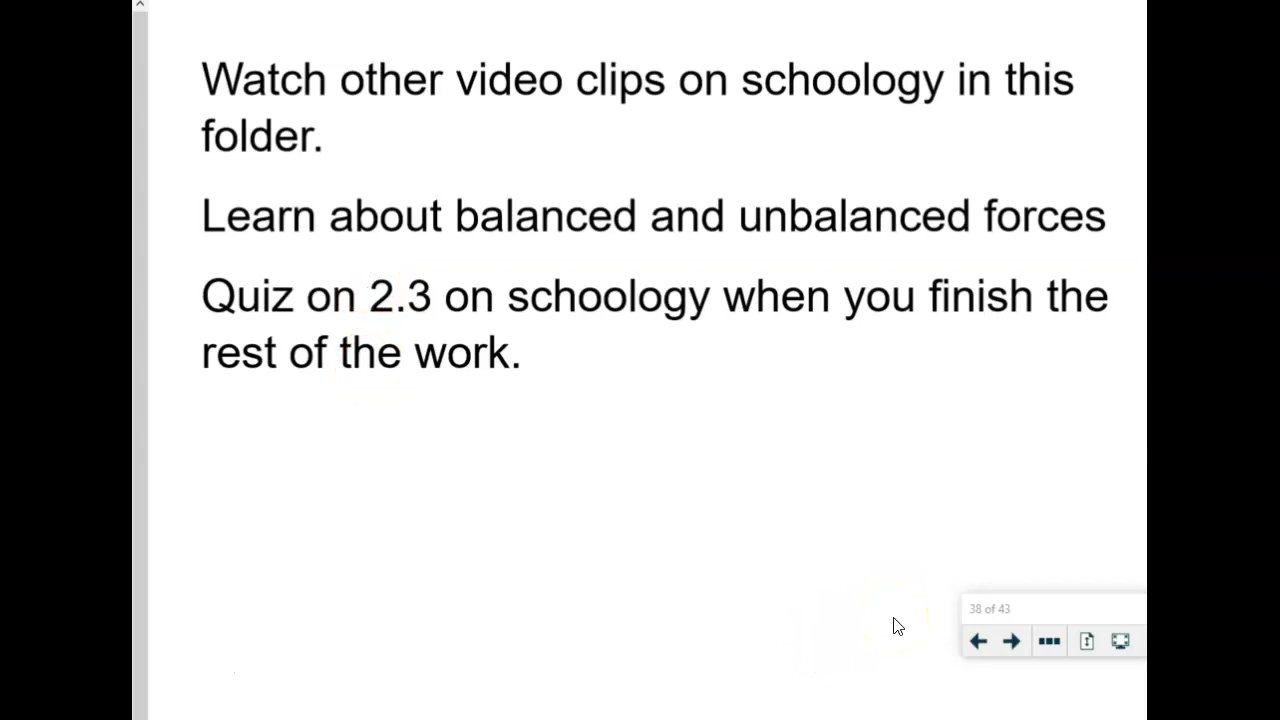 Watch other video clips on schoology in this
folder.
Learn about balanced and unbalanced forces
Quiz on 2.3 on schoology when you finish the
rest of the work.
38 of 43